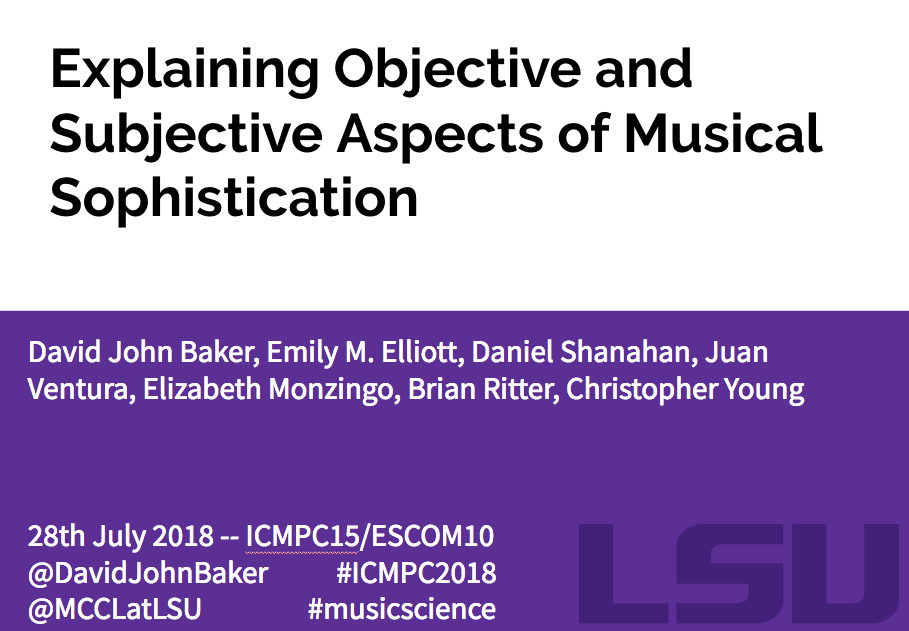 Explaining Objective and
Subjective Aspects of Musical
Sophistication
David John Baker, Emily M. Elliott, Daniel Shanahan, Juan
Ventura, Elizabeth Monzingo, Brian Ritter, Christopher Young
28th July 2018 -- ICMPC15/ESCOM10
@DavidJohnBaker #ICMPC2018
@MCCLatLSU #musicscience
LSU